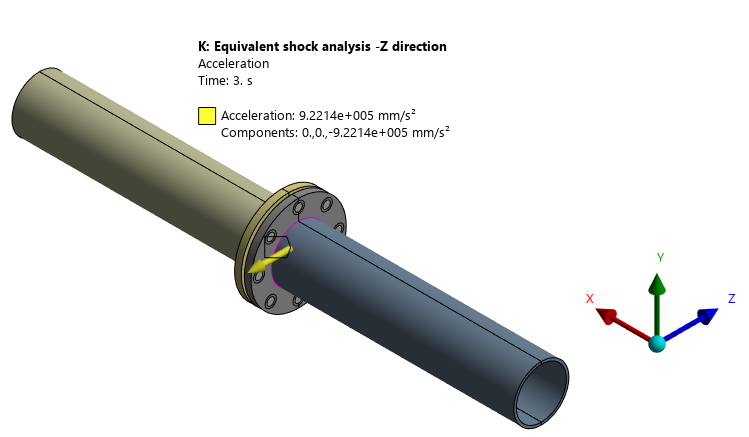 K: Equivalent shock analysis -Z direction
Acceleration
Time: 3. s
Acceleration: 9.2214e+005 mm/s²
Components: 0.,0.,-9.2214e+005 mm/s²
Y
X
Z